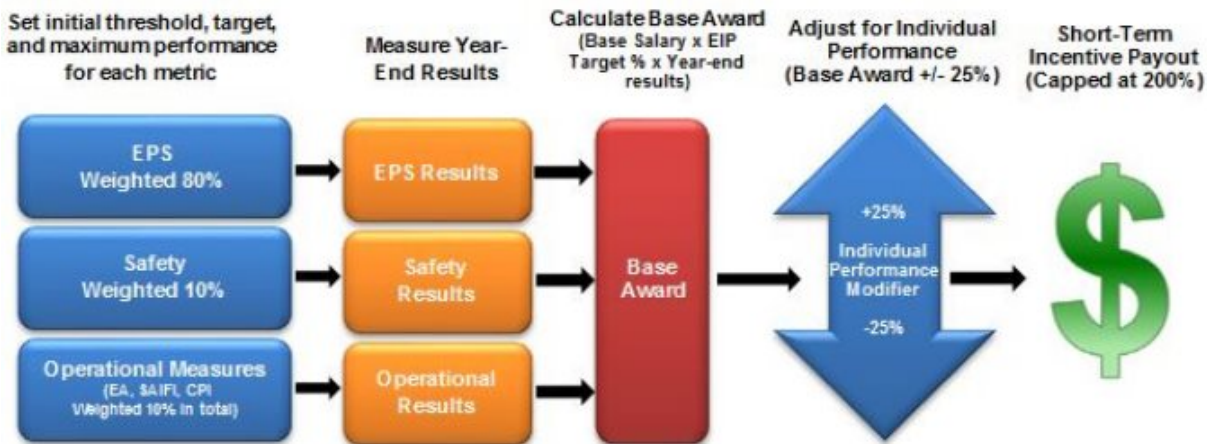 Set initial threshold, target,
and maximum performance
for each metric
Measure Year-
End Results
Calculate Base Award
(Base Salary x EIP
Target % x Year-end
results)
Adjust for Individual
Performance
(Base Award +/- 25%)
Short-Term
Incentive Payout
(Capped at 200%)
EPS
Weighted 80%
EPS Results
Safety
Weighted 10%
Safety
Results
Operational Measures
(EA, SAIFI, CPI
Weighted 10% in total)
Operational
Results
Base
Award
+25%
Individual
Performance
Modifier
-25%
$